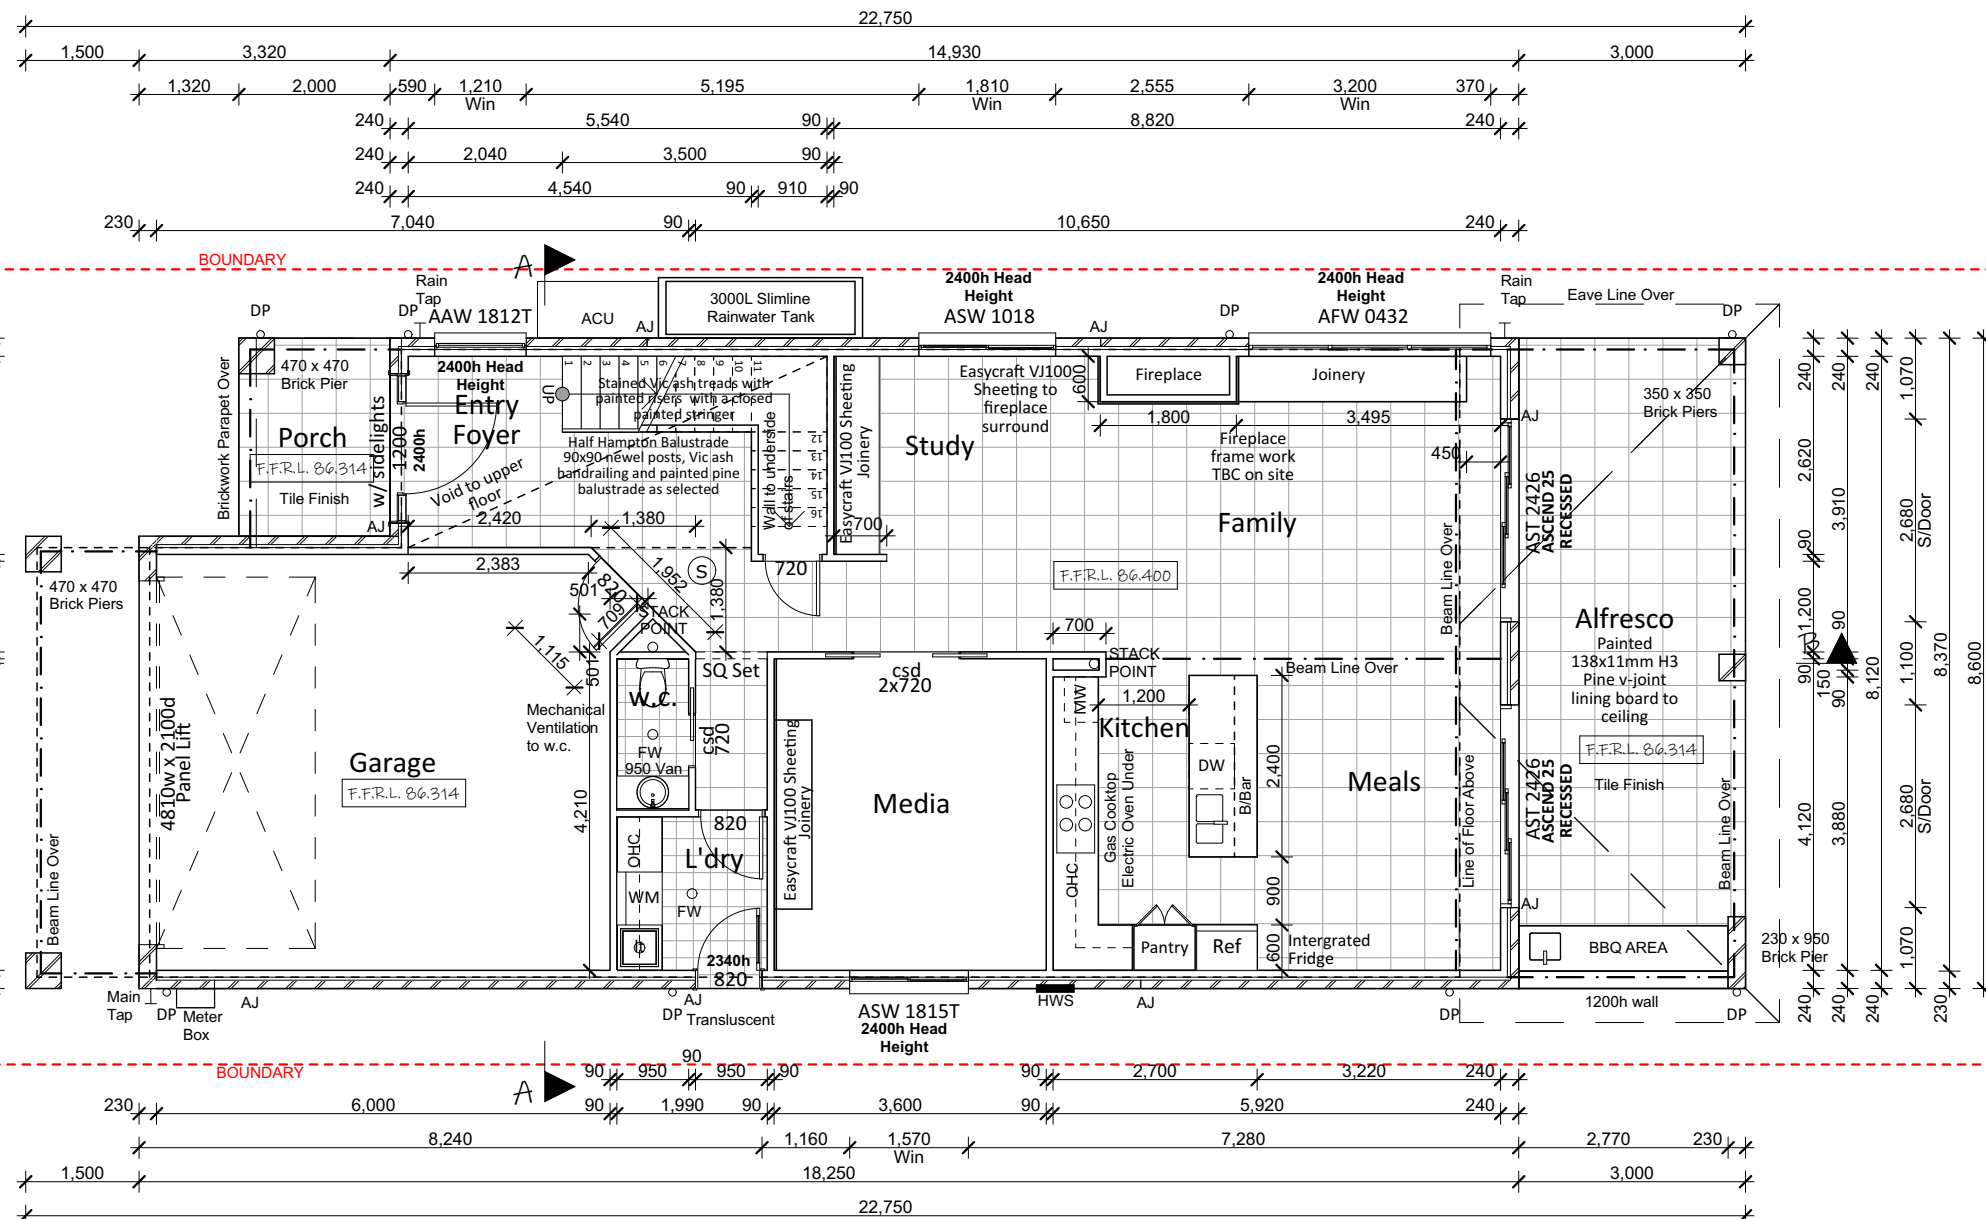 22,750
1,500 3,320 14,930 3,000
1,320 2,000 590 1,210 5,195 1,810 2,555 3,200 370
Win Win Win
240 5,540 90 8,820 240
240 2,040 3,500 90
240 4,540 90 910 90
230 7,040 90 10,650 240
BOUNDARY
A
Rain
Tap
DP
DP
AAW 1812T
ACU
AJ
3000L Slimline
Rainwater Tank
2400h Head
Height
ASW 1018
AJ
DP
2400h Head
Height
AFW 0432
Rain
Tap
Eave Line Over
DP
Brickwork Parapet Over
470 x 470
Brick Pier
Porch
F.F.R.L. 86.314
Tile Finish
AJ
w/ sidelights
1200
2400h
2400h Head
Height
Entry
Foyer
Void to upper
floor
UP
1 2 3 4 5 6 7 8 9 10 11
12
13
14
15
16
Stained Vic ash treads with
painted risers with a closed
painted stringer
Half Hampton Balustrade
90x90 newel posts, Vic ash
handrailing and painted pine
balustrade as selected
Wall to underside
of stairs
Easycraft VJ100 Sheeting
Joinery
700
Study
Easycraft VJ100
Sheeting to
fireplace
surround
600
Fireplace
Joinery
1,800 3,495
Fireplace
frame work
TBC on site
450
Family
F.F.R.L. 86.400
Beam Line Over
AJ
AST 2426
ASCEND 25
RECESSED
350 x 350
Brick Piers
Alfresco
Painted
138x11mm H3
Pine v-joint
lining board to
ceiling
F.F.R.L. 86.314
Tile Finish
Beam Line Over
AST 2426
ASCEND 25
RECESSED
AJ
BBQ AREA
1200h wall
230 x 950
Brick Pier
DP
2,420 1,380
2,383
501
820
709
1,952
S
1,380
720
STACK
POINT
1,115
501
470 x 470
Brick Piers
4810w x 2100d
Panel Lift
Garage
F.F.R.L. 86.314
Beam Line Over
4,210
Mechanical
Ventilation
to w.c.
w.c.
FW
950 Van
SQ Set
csd
720
820
L'dry
OHC
WM
FW
2340h
820
Easycraft VJ100 Sheeting
Joinery
Media
csd
2x720
700
STACK
POINT
Beam Line Over
MW
1,200
Kitchen
Gas Cooktop
Electric Oven Under
OHC
DW
B/Bar
2,400
900
600
Pantry
Ref
Intergrated
Fridge
Meals
Line of Floor Above
Main
Tap
DP
Meter
Box
AJ
DP
AJ
Transluscent
ASW 1815T
2400h Head
Height
HWS
AJ
DP
240 2,620 90 1,200 90 4,120 240
240 3,910 90 150 90 3,880 240
240 8,120 240
1,070 2,680 1,100 2,680 1,070
S/Door S/Door
8,370 230
8,600
B
BOUNDARY
A
90
90 950 950 90 90 2,700 3,220 240
230 6,000 90 1,990 90 3,600 90 5,920 240
8,240 1,160 1,570 7,280 2,770 230
Win
1,500 18,250 3,000
22,750